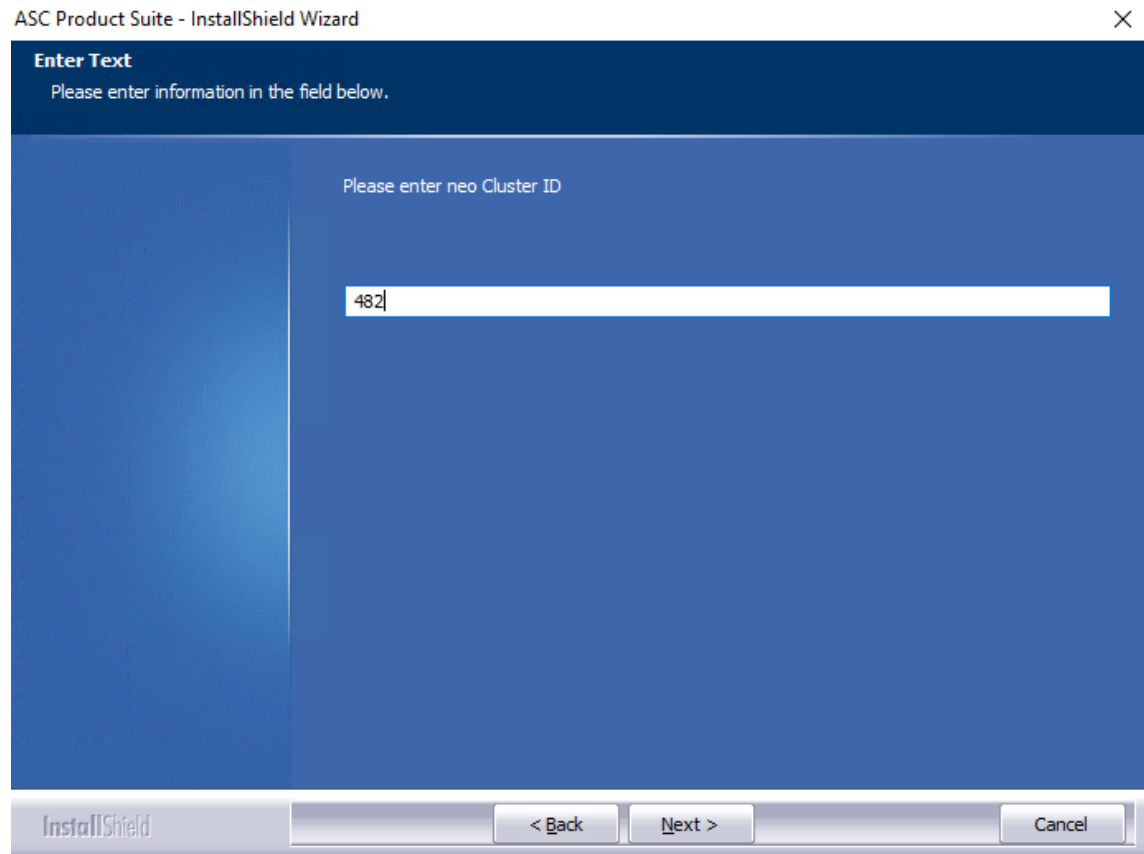 ASC Product Suite - InstallShield Wizard
Enter Text
Please enter information in the field below.
Please enter neo Cluster ID
482
InstallShield
< Back
Next >
Cancel